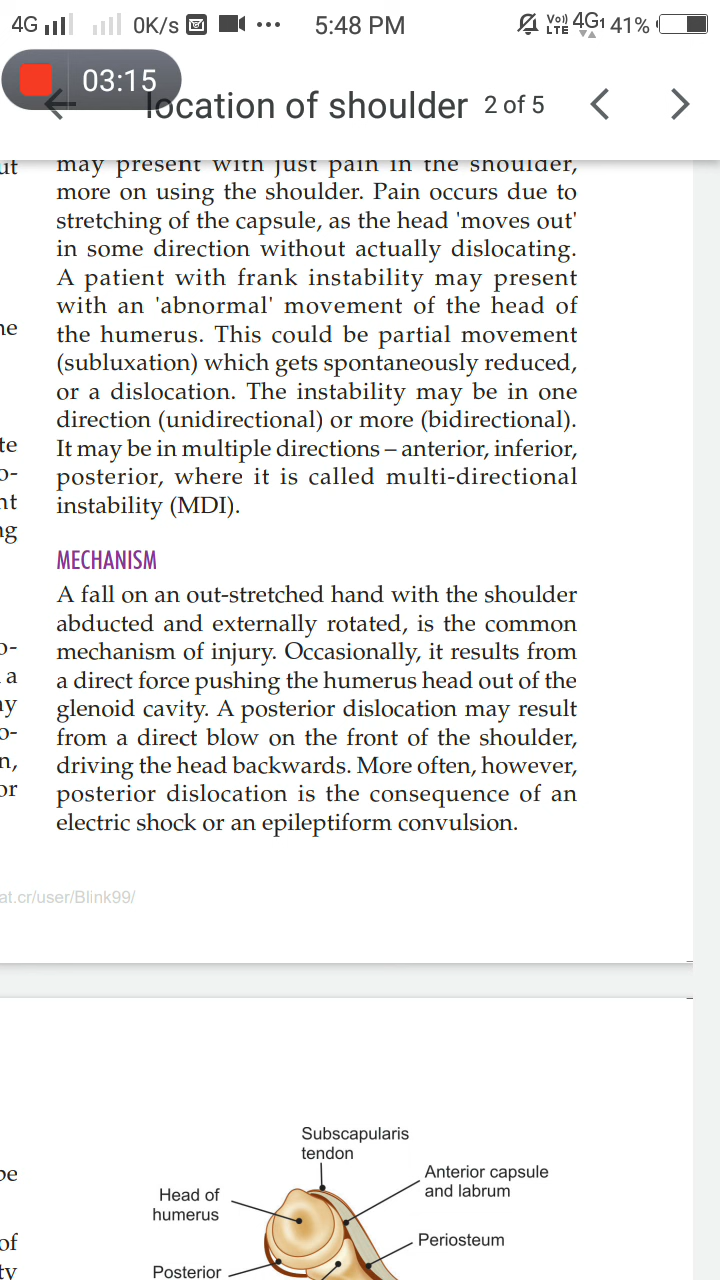 4G 0K/s 5:48 PM Vo) LTE 4G1 41%
03:15
location of shoulder 2 of 5
may present with just pain in the shoulder,
more on using the shoulder. Pain occurs due to
stretching of the capsule, as the head 'moves out'
in some direction without actually dislocating.
A patient with frank instability may present
with an 'abnormal' movement of the head of
the humerus. This could be partial movement
(subluxation) which gets spontaneously reduced,
or a dislocation. The instability may be in one
direction (unidirectional) or more (bidirectional).
It may be in multiple directions – anterior, inferior,
posterior, where it is called multi-directional
instability (MDI).
MECHANISM
A fall on an out-stretched hand with the shoulder
abducted and externally rotated, is the common
mechanism of injury. Occasionally, it results from
a direct force pushing the humerus head out of the
glenoid cavity. A posterior dislocation may result
from a direct blow on the front of the shoulder,
driving the head backwards. More often, however,
posterior dislocation is the consequence of an
electric shock or an epileptiform convulsion.
at.cr/user/Blink99/
Subscapularis
tendon
Anterior capsule
and labrum
Head of
humerus
Periosteum
Posterior
of